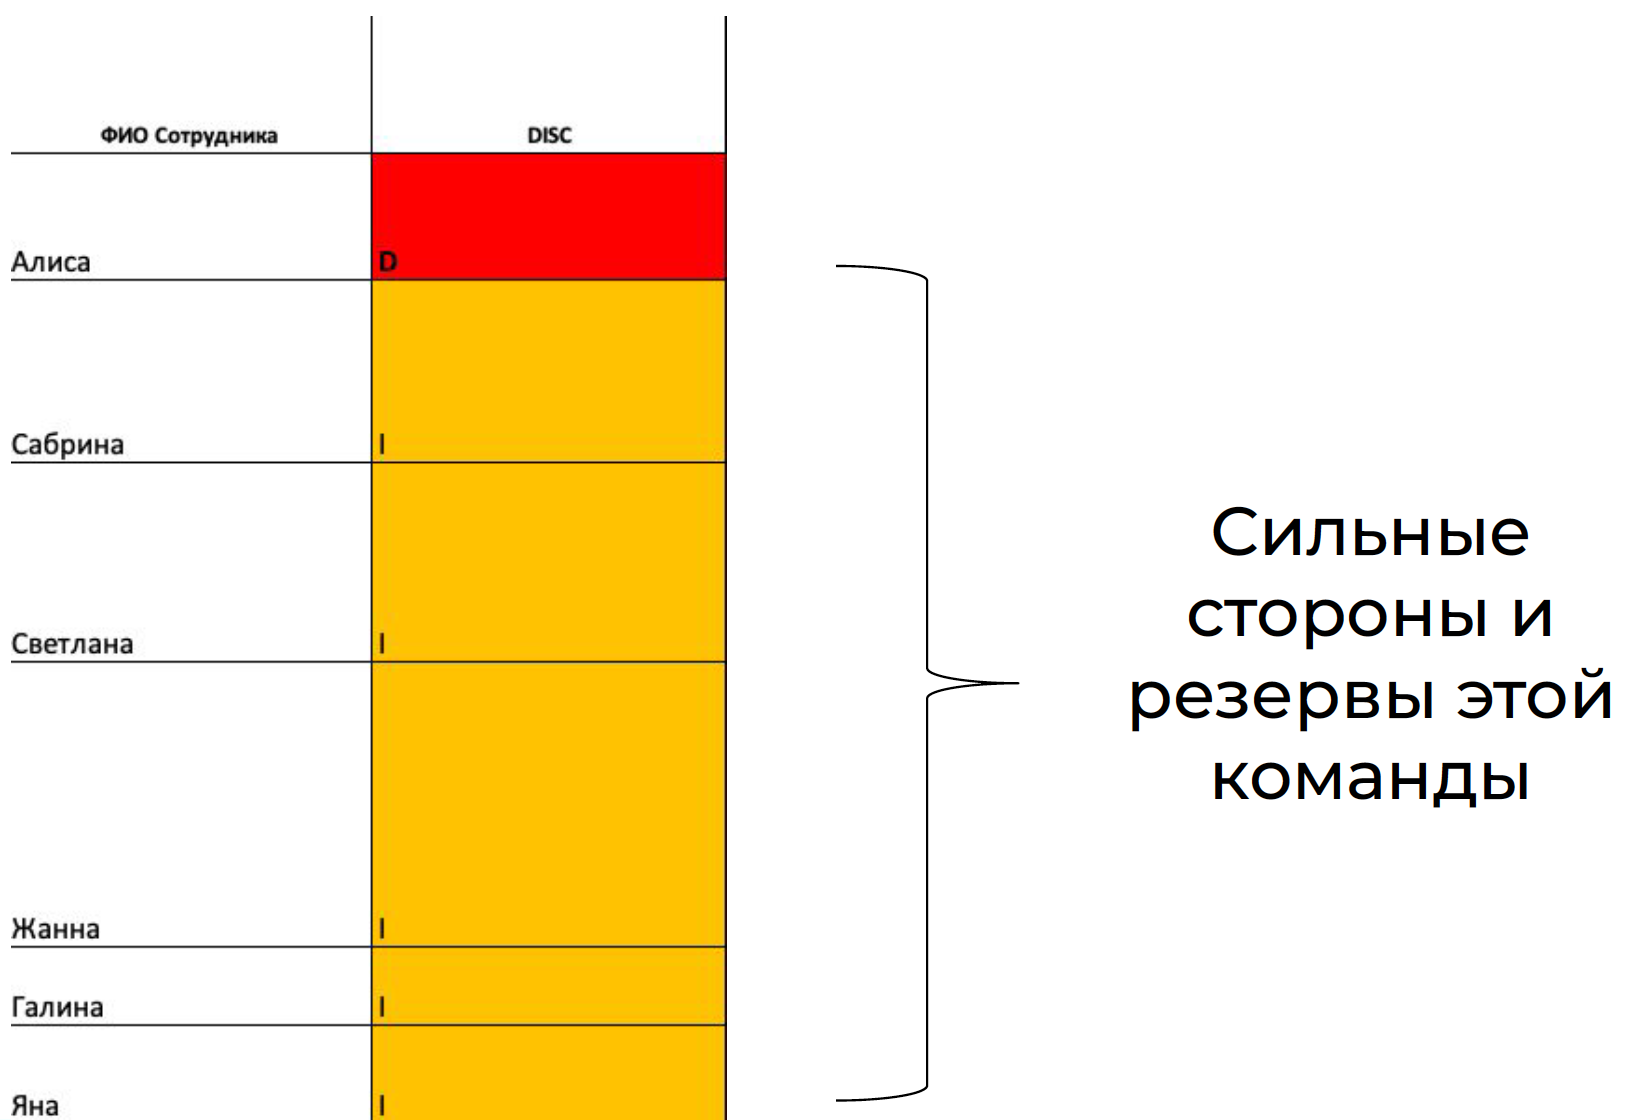 ФИО Сотрудника DISC
Алиса D
Сабрина I
Светлана I
Жанна I
Галина I
Яна I
Сильные
стороны и
резервы этой
команды